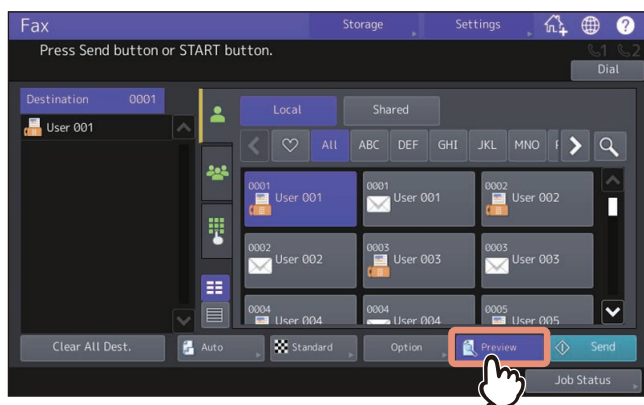 Fax
Storage
Settings
?
Press Send button or START button.
1 2
Dial
Destination 0001
User 001
Local
Shared
All ABC DEF GHI JKL MNO
0001
User 001
0001
User 001
0002
User 002
0002
User 002
0003
User 003
0003
User 003
0004
User 004
0004
User 004
0005
User 005
Clear All Dest.
Auto
Standard
Option
Preview
Send
Job Status